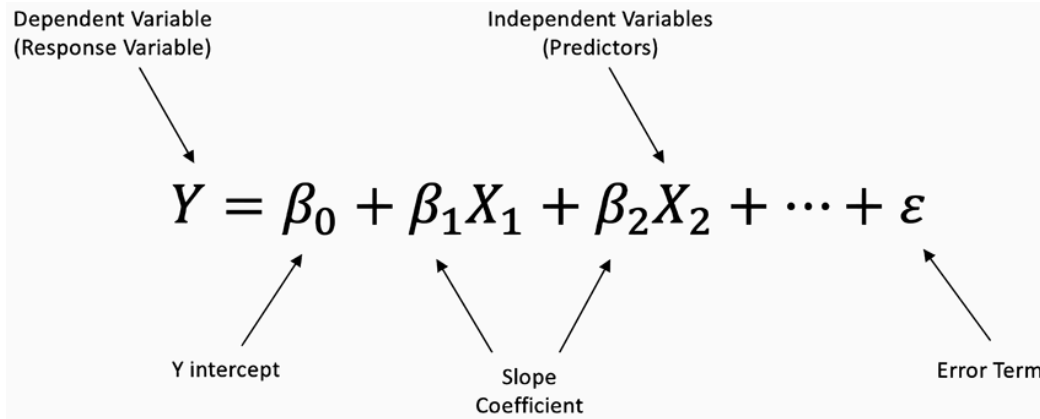 Dependent Variable
(Response Variable)
Independent Variables
(Predictors)
Y = β₀ + β₁X₁ + β₂X₂ + ⋯ + ε
Y intercept
Slope
Coefficient
Error Term